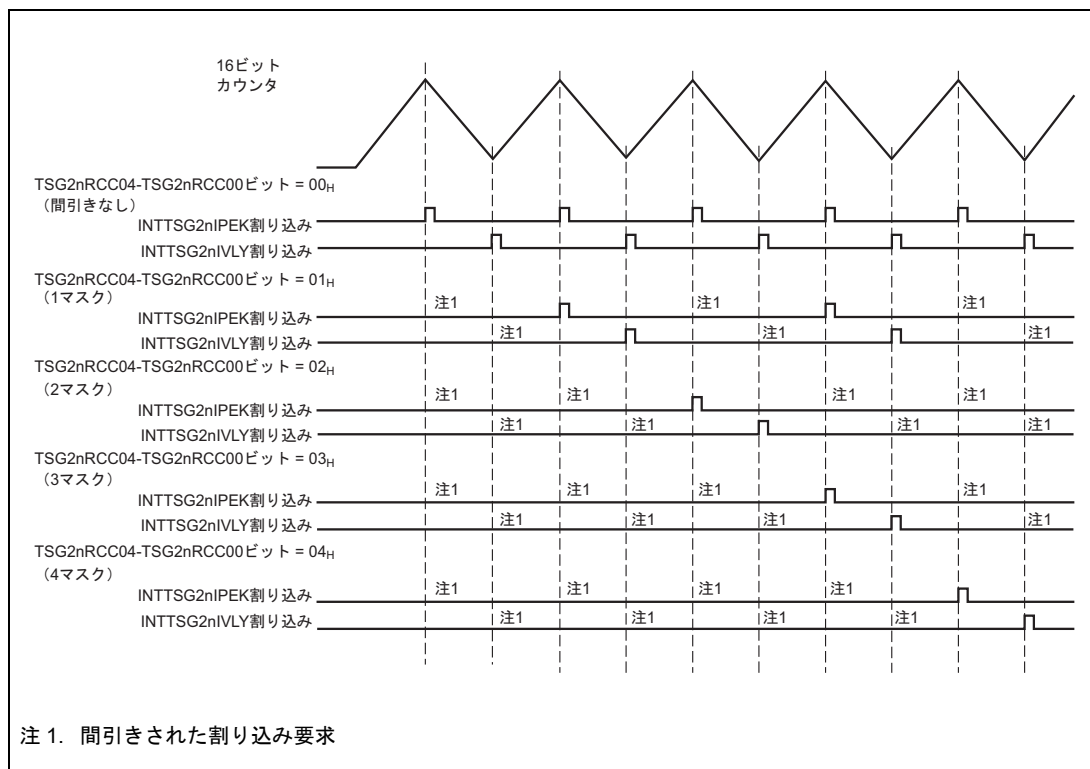 16ビット
カウンタ
TSG2nRCC04-TSG2nRCC00ビット = 00H
(間引きなし)
INTTSG2nIPEK割り込み
INTTSG2nIVLY割り込み
TSG2nRCC04-TSG2nRCC00ビット = 01H
(1マスク)
注1 注1 注1
INTTSG2nIPEK割り込み
注1 注1 注1
INTTSG2nIVLY割り込み
TSG2nRCC04-TSG2nRCC00ビット = 02H
(2マスク)
注1 注1 注1 注1
INTTSG2nIPEK割り込み
注1 注1 注1 注1
INTTSG2nIVLY割り込み
TSG2nRCC04-TSG2nRCC00ビット = 03H
(3マスク)
注1 注1 注1 注1
INTTSG2nIPEK割り込み
注1 注1 注1 注1
INTTSG2nIVLY割り込み
TSG2nRCC04-TSG2nRCC00ビット = 04H
(4マスク)
注1 注1 注1 注1
INTTSG2nIPEK割り込み
注1 注1 注1 注1
INTTSG2nIVLY割り込み
注 1. 間引きされた割り込み要求